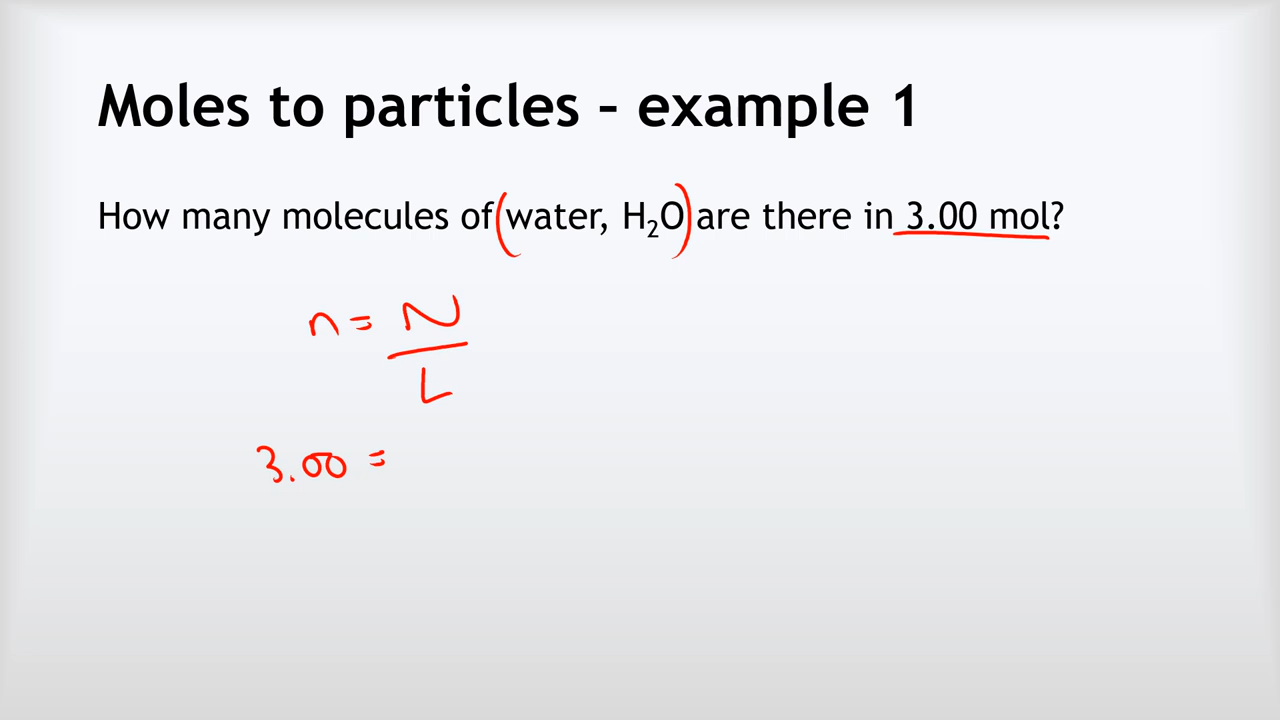 Moles to particles – example 1
How many molecules of (water, H₂O) are there in 3.00 mol?
n = N
L
3.00 =